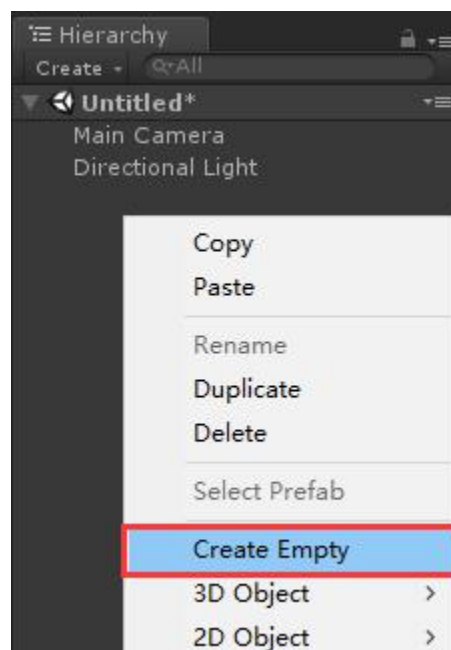 Hierarchy
Create All
Untitled*
Main Camera
Directional Light
Copy
Paste
Rename
Duplicate
Delete
Select Prefab
Create Empty
3D Object
2D Object